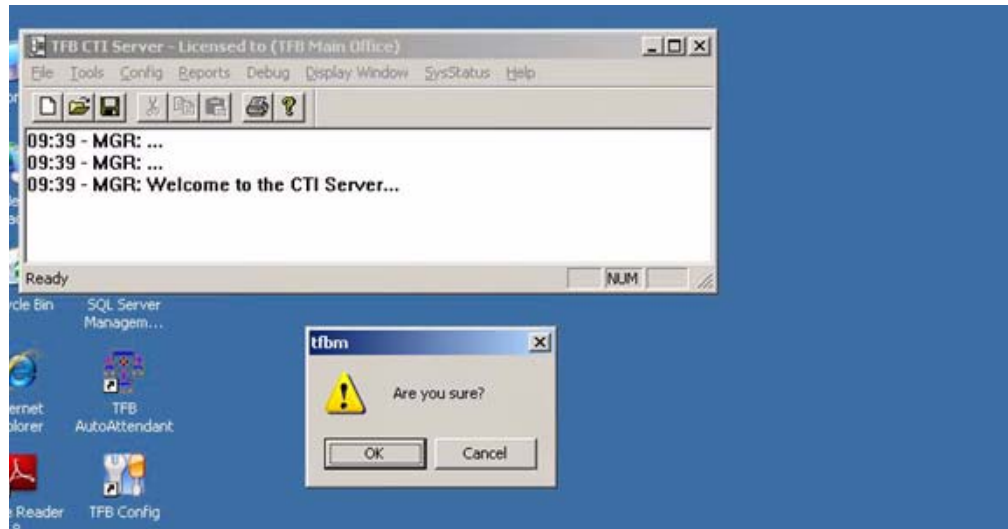 TFB CTI Server - Licensed to (TFB Main Office)
File Tools Config Reports Debug Display Window SysStatus Help
09:39 - MGR: ...
09:39 - MGR: ...
09:39 - MGR: Welcome to the CTI Server...
Ready
NUM
Bin
SQL Server
Managem...
tfbm
Are you sure?
OK
Cancel
TFB
AutoAttendant
Reader
TFB Config